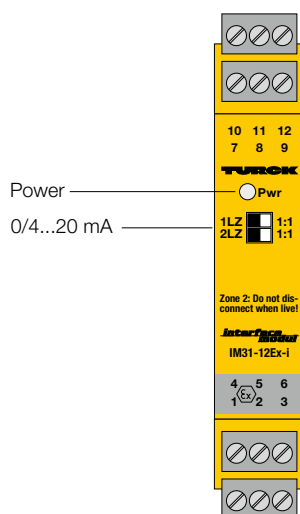 10 11 12
7 8 9
TURCK
Power
Pwr
0/4...20 mA
1LZ 1:1
2LZ 1:1
Zone 2: Do not dis-
connect when live!
interface
modul
IM31-12Ex-i
4 5 6
Ex
1 2 3